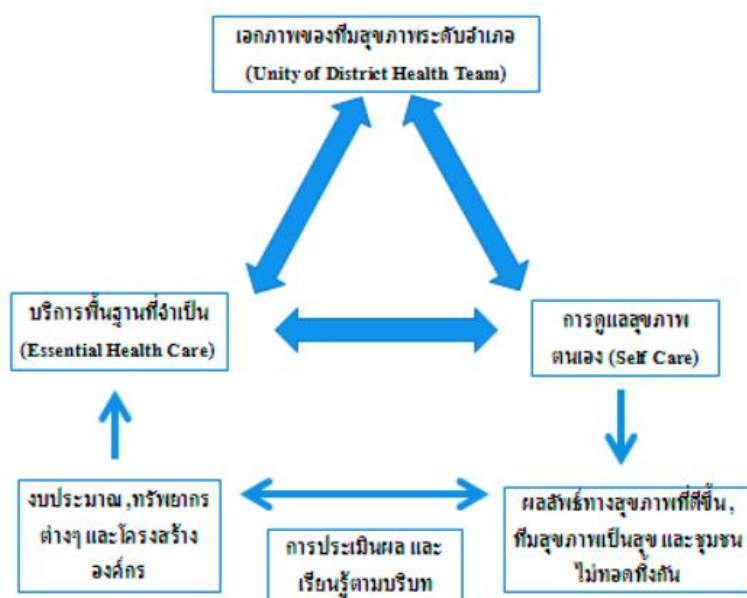 เอกภาพของทีมสุขภาพระดับอำเภอ
(Unity of District Health Team)
บริการพื้นฐานที่จำเป็น
(Essential Health Care)
การดูแลสุขภาพ
ตนเอง (Self Care)
งบประมาณ ,ทรัพยากร
ต่างๆ และโครงสร้าง
องค์กร
การประเมินผล และ
เรียนรู้ตามบริบท
ผลลัพธ์ทางสุขภาพที่ดีขึ้น ,
ทีมสุขภาพเป็นสุข และชุมชน
ไม่ทอดทิ้งกัน